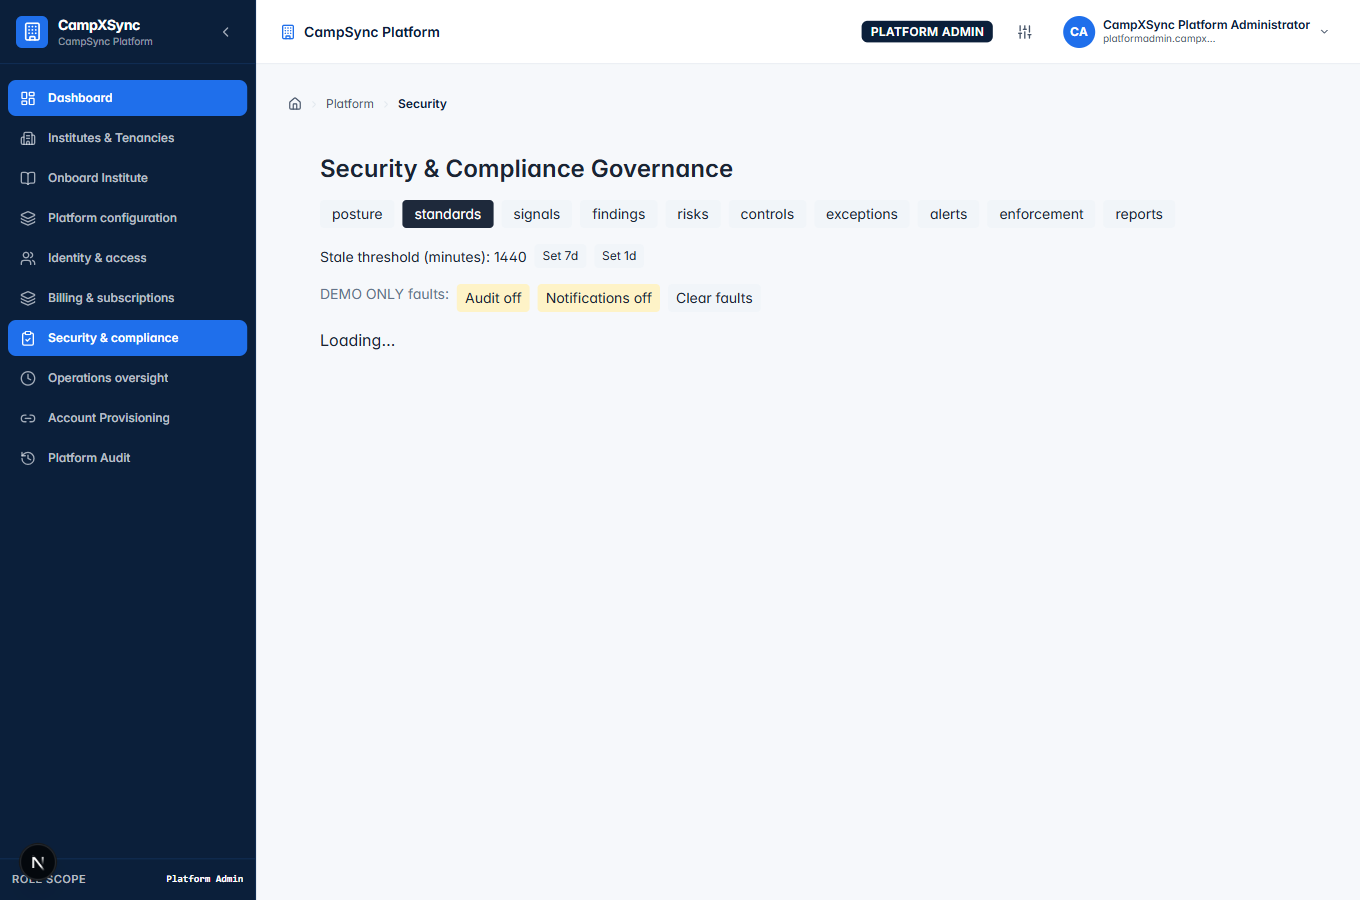 CampXSync
CampSync Platform
Dashboard
Institutes & Tenancies
Onboard Institute
Platform configuration
Identity & access
Billing & subscriptions
Security & compliance
Operations oversight
Account Provisioning
Platform Audit
N
SCOPE
Platform Admin
CampSync Platform
PLATFORM ADMIN
CA
CampXSync Platform Administrator
platformadmin.campx...
Platform
Security
Security & Compliance Governance
posture standards signals findings risks controls exceptions alerts enforcement reports
Stale threshold (minutes): 1440 Set 7d Set 1d
DEMO ONLY faults: Audit off Notifications off Clear faults
Loading...